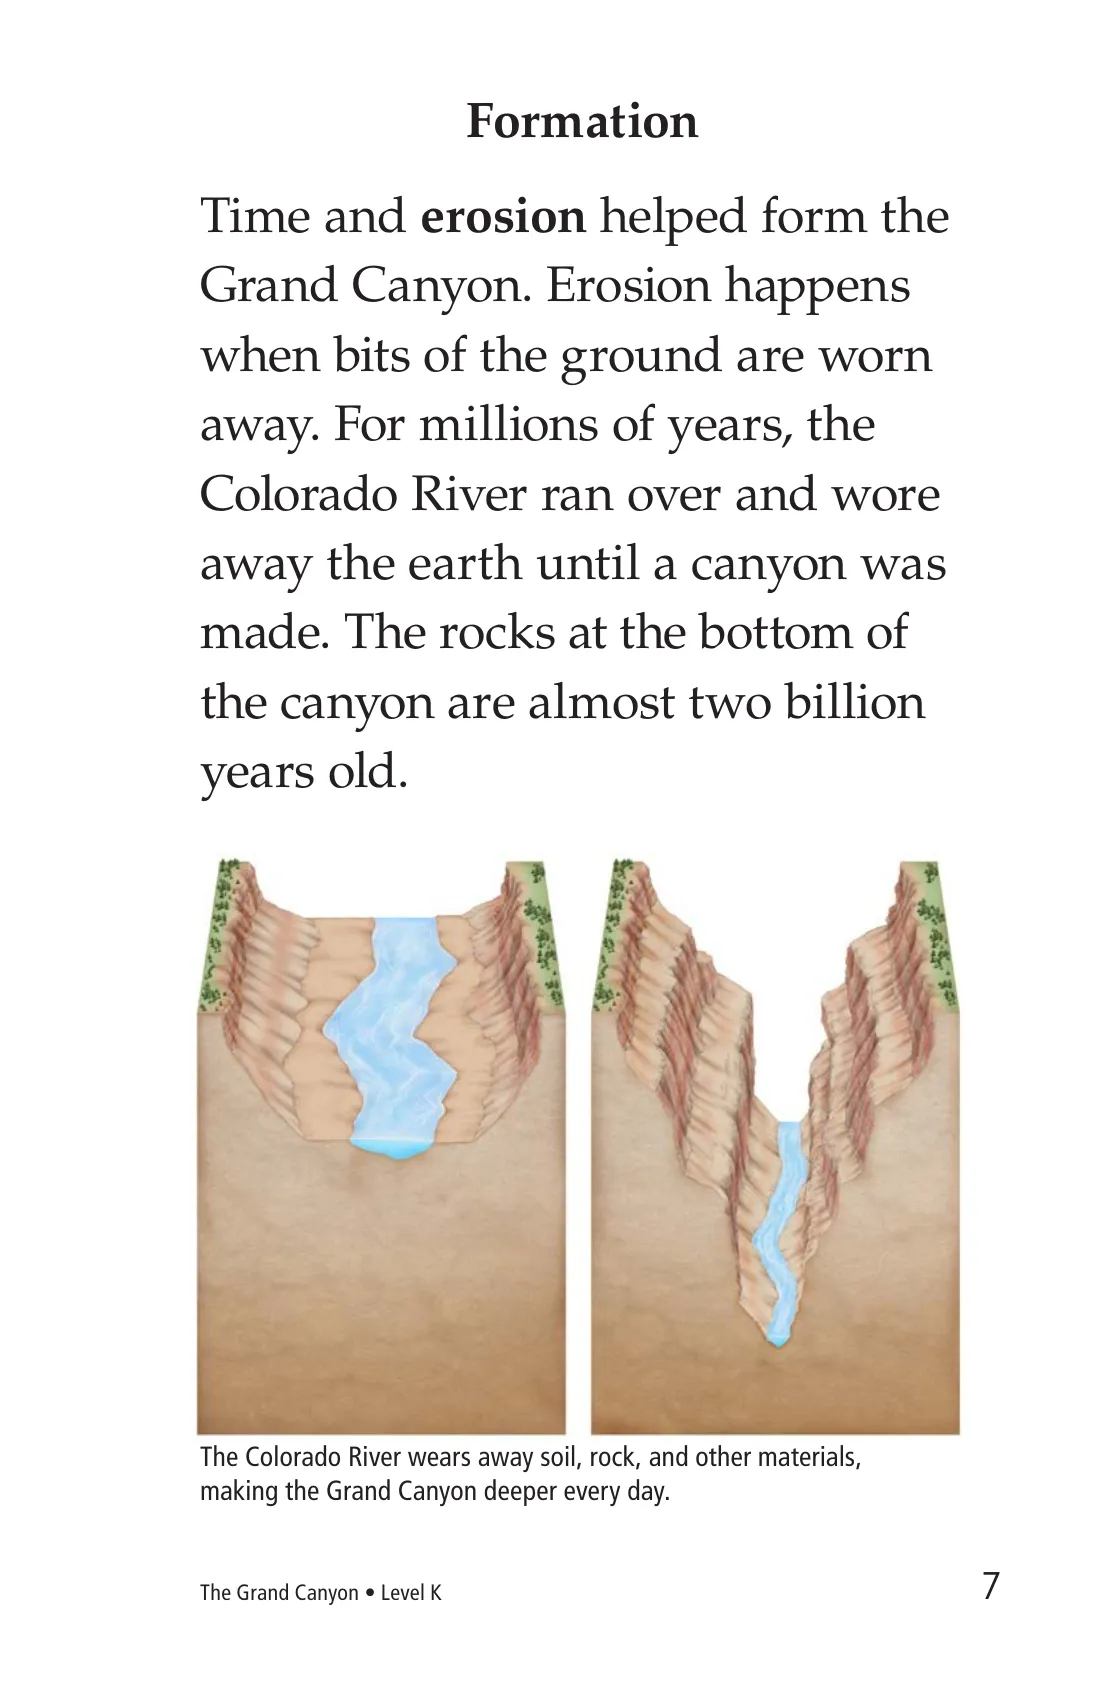 Formation
Time and erosion helped form the
Grand Canyon. Erosion happens
when bits of the ground are worn
away. For millions of years, the
Colorado River ran over and wore
away the earth until a canyon was
made. The rocks at the bottom of
the canyon are almost two billion
years old.
The Colorado River wears away soil, rock, and other materials,
making the Grand Canyon deeper every day.
The Grand Canyon • Level K
7